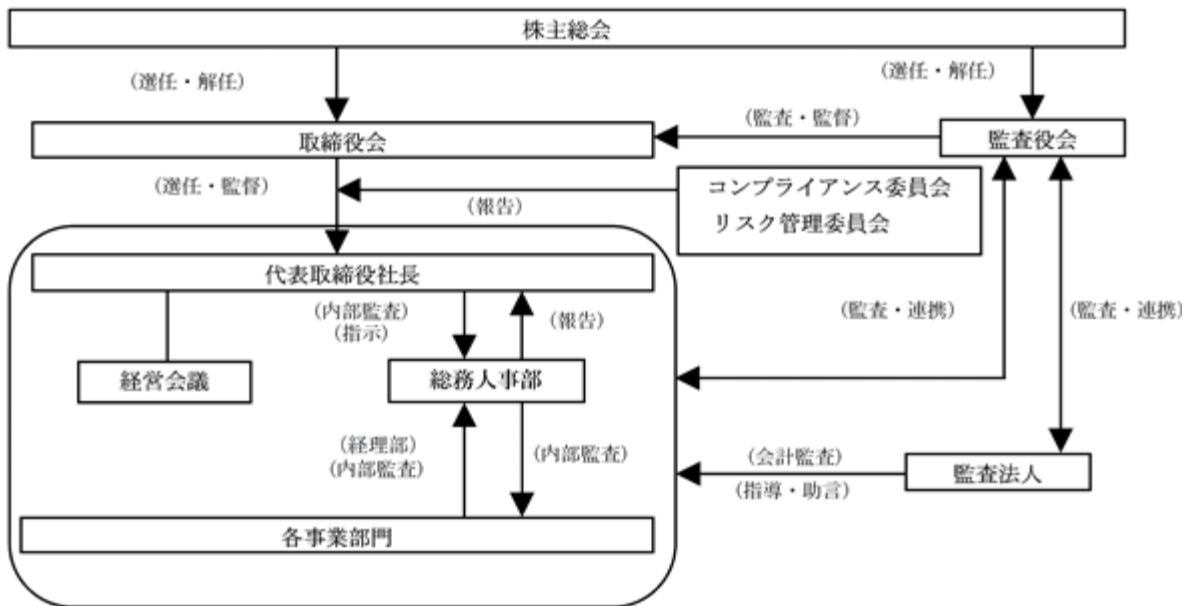 株主総会
(選任・解任)
(選任・解任)
(監査・監督)
取締役会
監査役会
(選任・監督)
コンプライアンス委員会
(報告)
リスク管理委員会
代表取締役社長
(内部監査)
(指示)
(報告)
(監査・連携)
(監査・連携)
経営会議
総務人事部
(経理部)
(内部監査)
(内部監査)
(会計監査)
(指導・助言)
監査法人
各事業部門